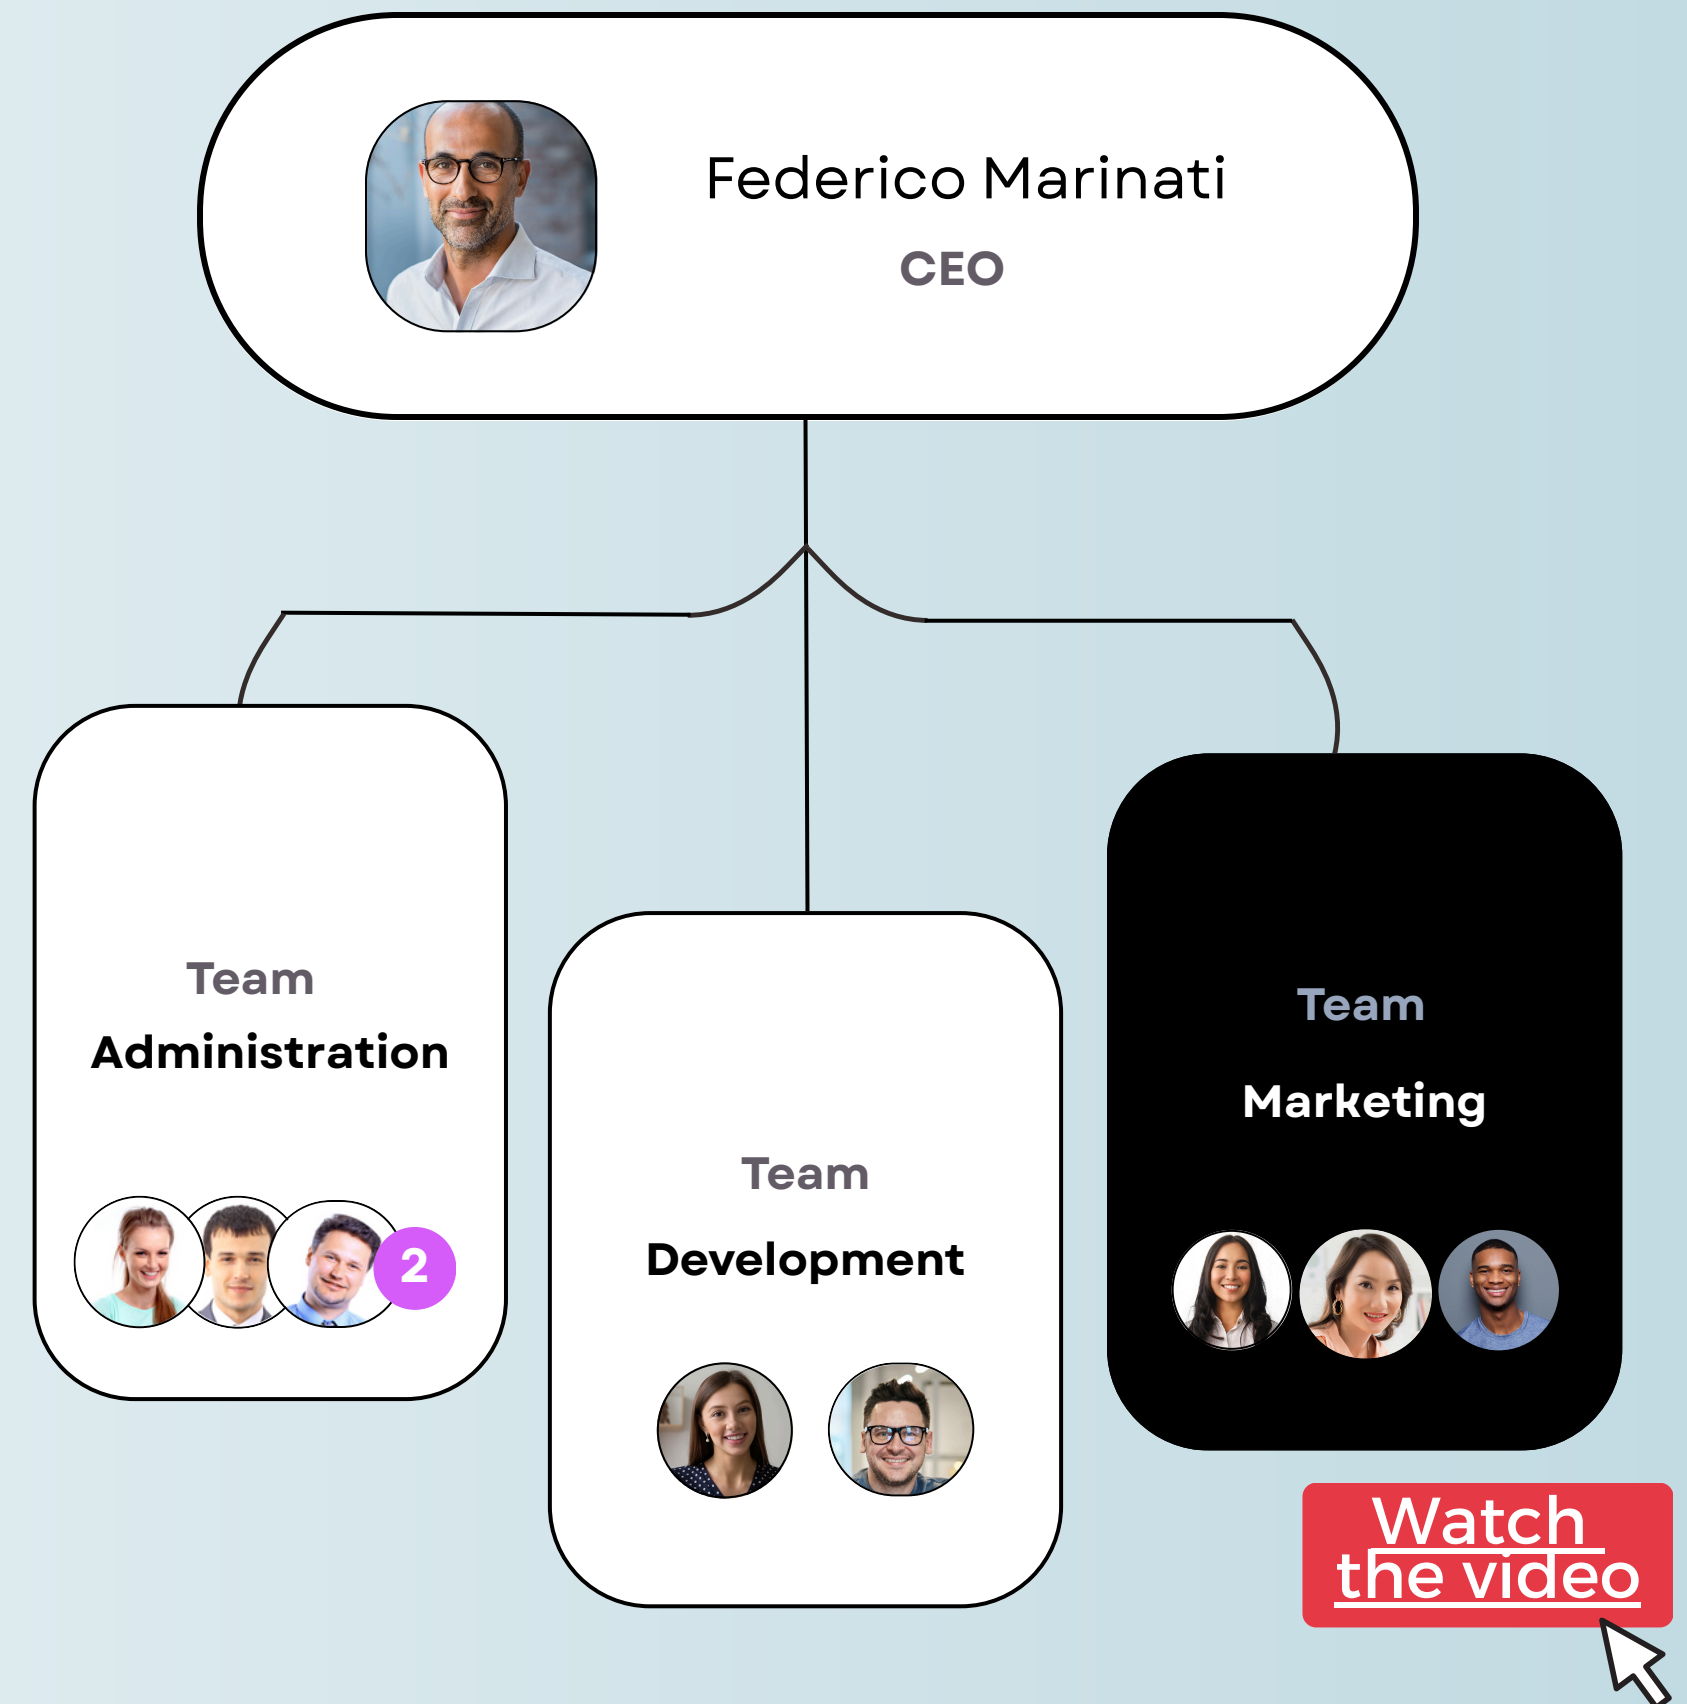 Federico Marinati
CEO
Team
Administration
2
Team
Development
Team
Marketing
Watch
the video